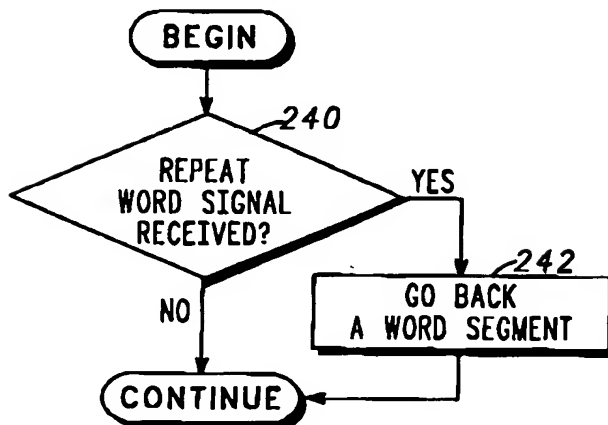 BEGIN
240
REPEAT
WORD SIGNAL
RECEIVED?
YES
242
GO BACK
A WORD SEGMENT
NO
CONTINUE